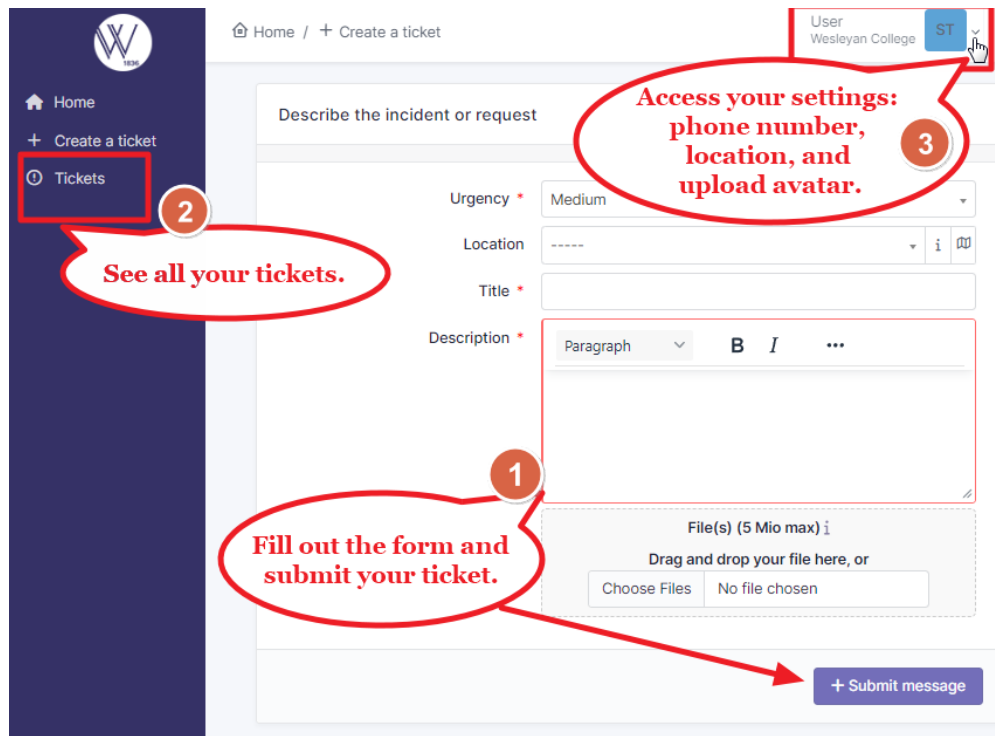 W
1836
Home / + Create a ticket
User
Wesleyan College
ST
Home
+ Create a ticket
Tickets
2
See all your tickets.
Describe the incident or request
Access your settings:
phone number,
location, and
upload avatar.
3
Urgency *
Medium
Location
-----
i
Title *
Description *
Paragraph
B I •••
1
Fill out the form and
submit your ticket.
File(s) (5 Mio max) i
Drag and drop your file here, or
Choose Files No file chosen
+ Submit message